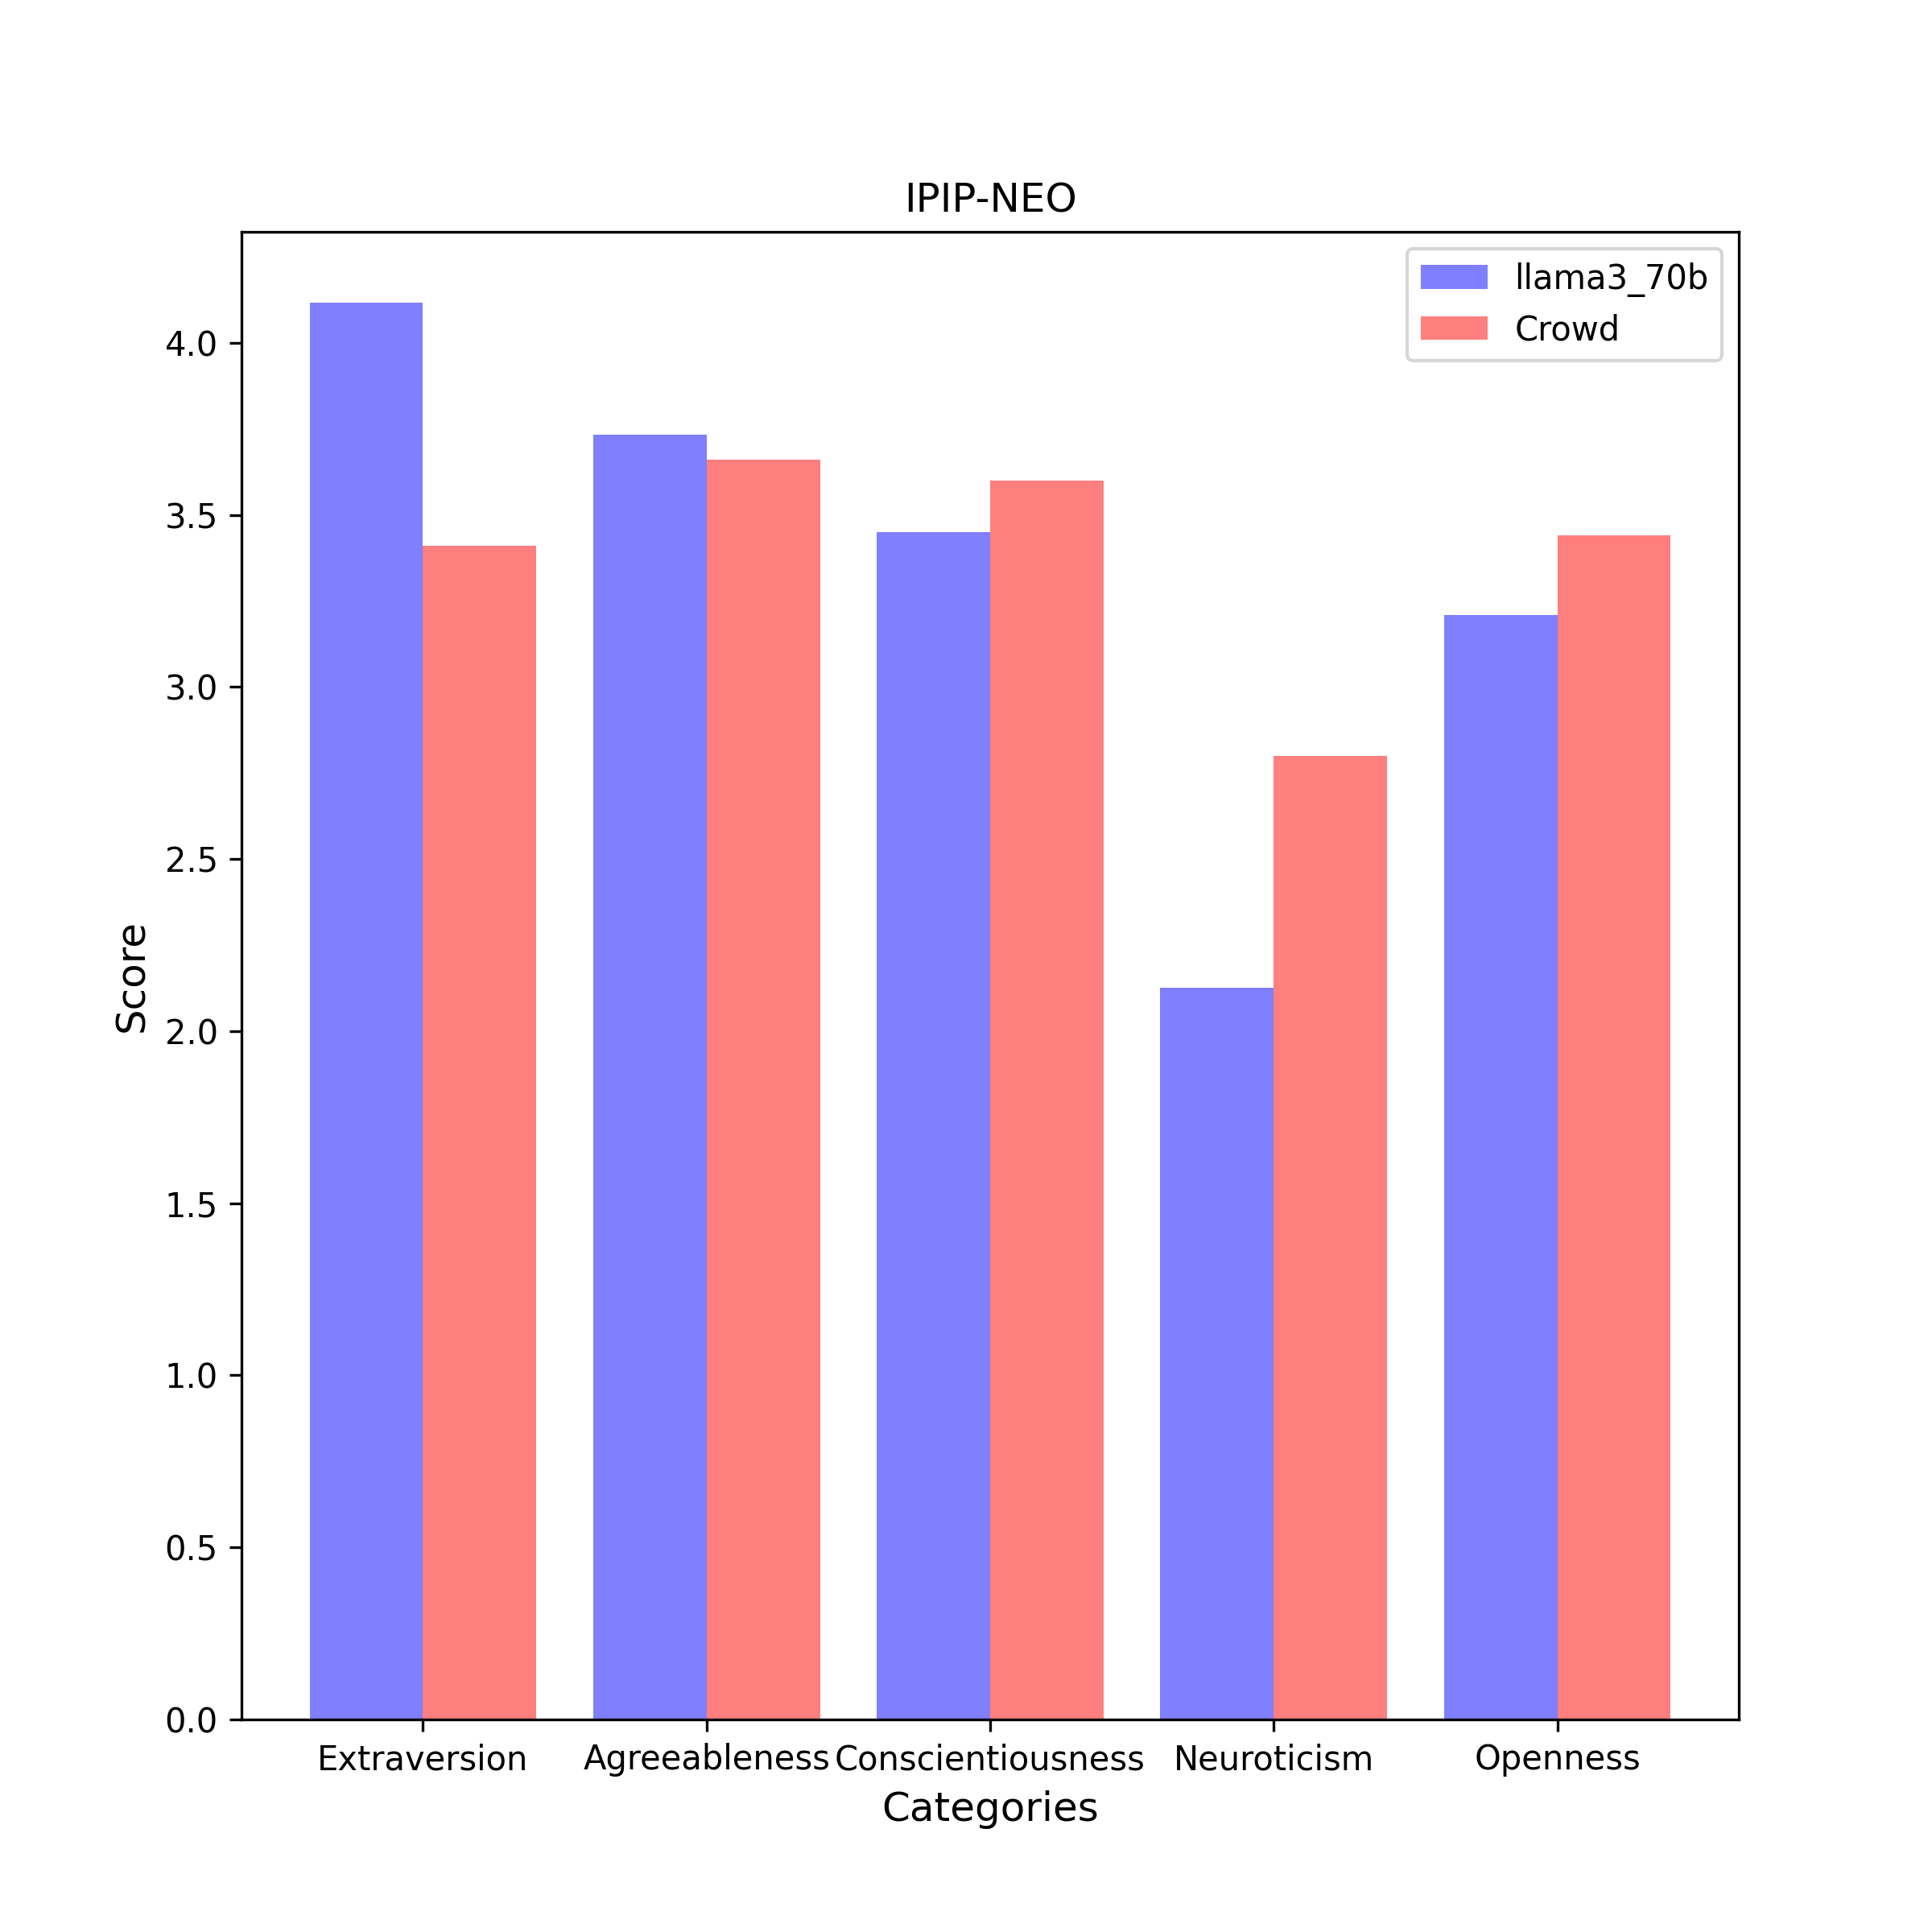 IPIP-NEO
llama3_70b
Crowd
4.0
3.5
3.0
2.5
2.0
1.5
1.0
0.5
0.0
Score
Extraversion Agreeableness Conscientiousness Neuroticism Openness
Categories